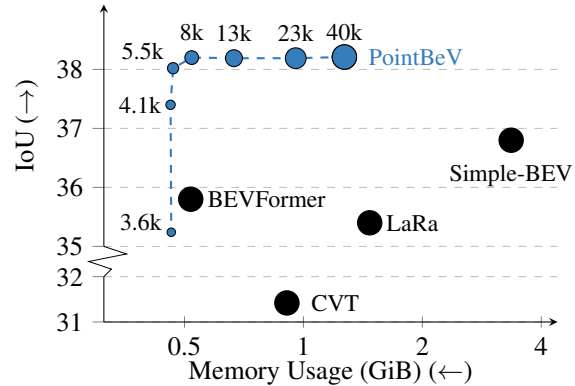 8k 13k 23k 40k
5.5k PointBeV
38
4.1k
37
IoU (→)
Simple-BEV
36
BEVFormer
3.6k LaRa
35
32
CVT
31
0.5 1 2 4
Memory Usage (GiB) (←)